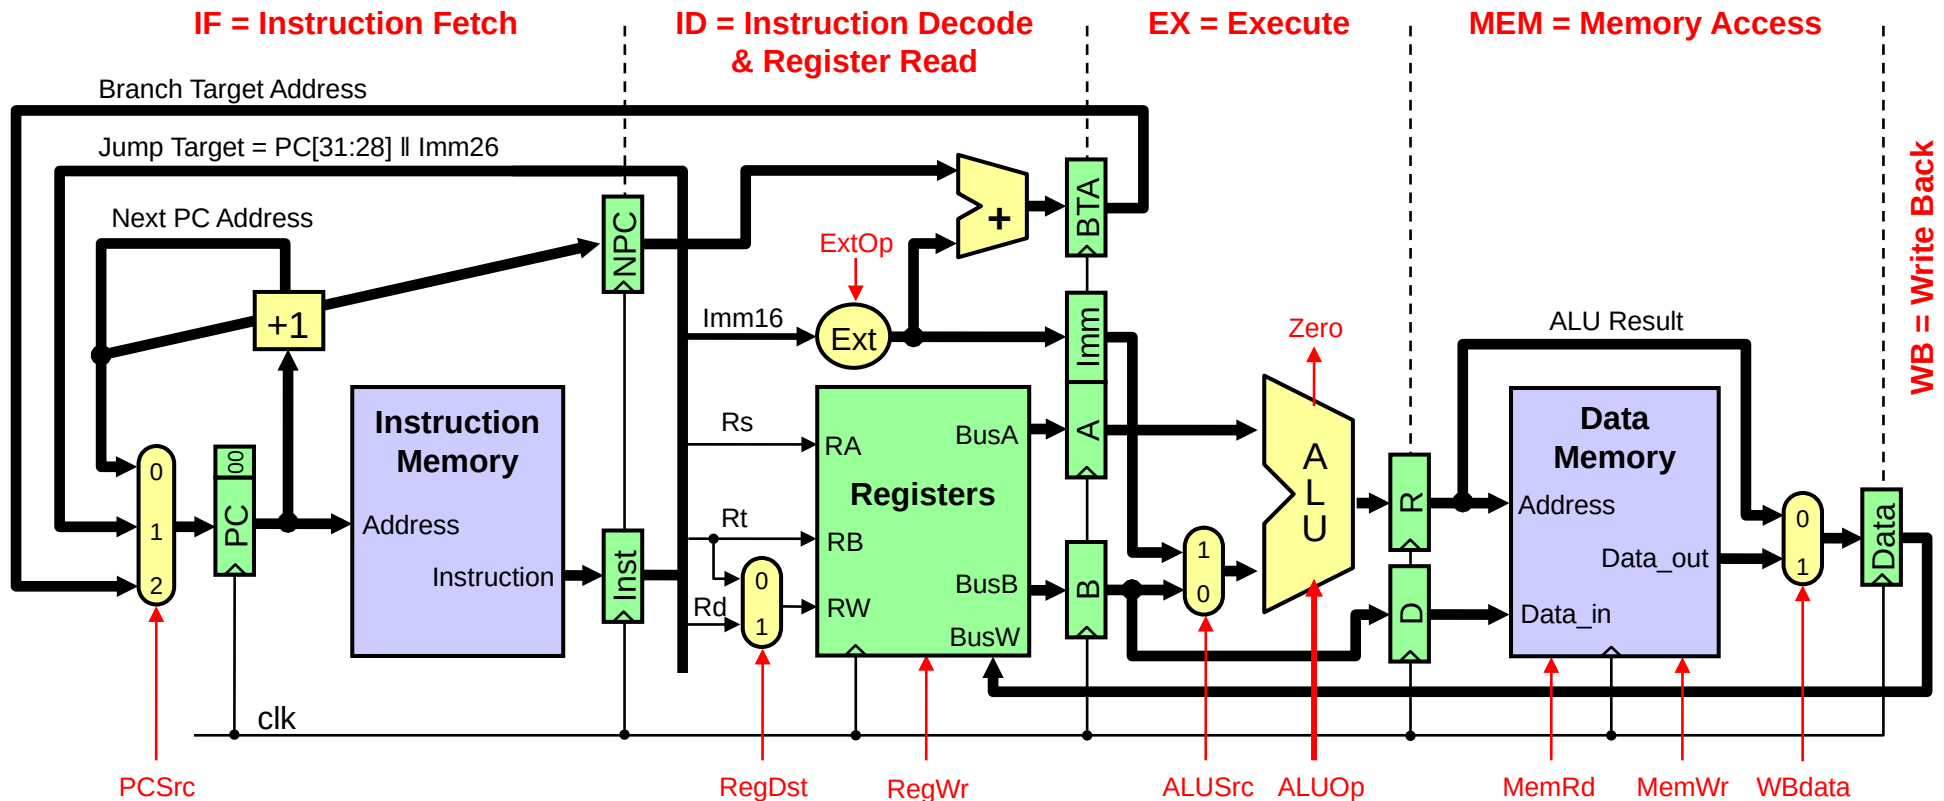 IF = Instruction Fetch
ID = Instruction Decode
& Register Read
EX = Execute
MEM = Memory Access
WB = Write Back
Branch Target Address
Jump Target = PC[31:28] ‖ Imm26
Next PC Address
+1
NPC
+
BTA
ExtOp
Imm16
Ext
Imm
Zero
ALU Result
Instruction
Memory
Address
Instruction
00
PC
0
1
2
Inst
Rs
Rt
Rd
0
1
RA
RB
RW
BusA
Registers
BusB
BusW
A
B
1
0
A
L
U
R
D
Data
Memory
Address
Data_out
Data_in
0
1
Data
clk
PCSrc
RegDst
RegWr
ALUSrc
ALUOp
MemRd
MemWr
WBdata